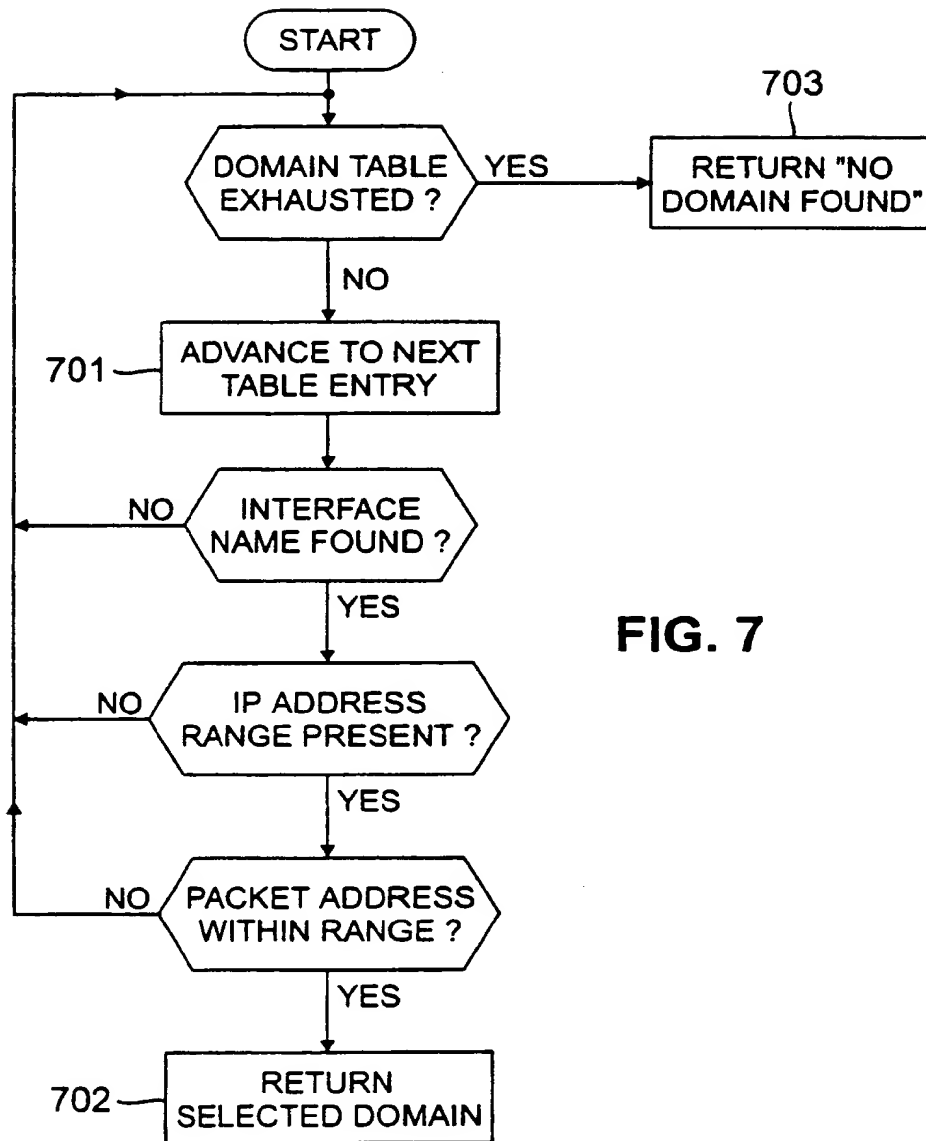 START
703
DOMAIN TABLE
EXHAUSTED ?
YES
RETURN "NO
DOMAIN FOUND"
NO
701
ADVANCE TO NEXT
TABLE ENTRY
NO
INTERFACE
NAME FOUND ?
YES
FIG. 7
NO
IP ADDRESS
RANGE PRESENT ?
YES
NO
PACKET ADDRESS
WITHIN RANGE ?
YES
702
RETURN
SELECTED DOMAIN